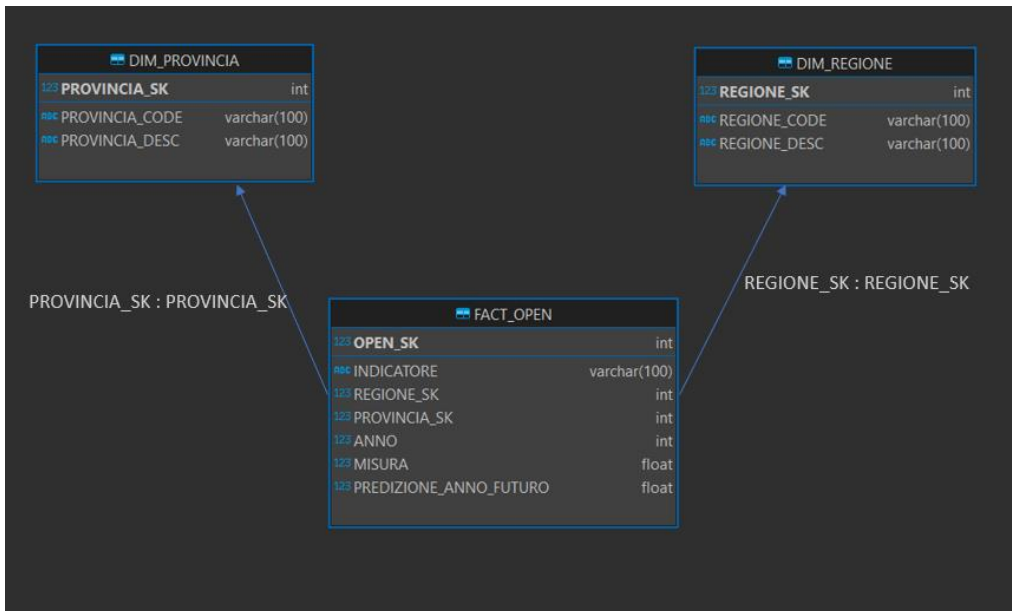 DIM_PROVINCIA
123 PROVINCIA_SK int
ABC PROVINCIA_CODE varchar(100)
ABC PROVINCIA_DESC varchar(100)
DIM_REGIONE
123 REGIONE_SK int
ABC REGIONE_CODE varchar(100)
ABC REGIONE_DESC varchar(100)
PROVINCIA_SK : PROVINCIA_SK
REGIONE_SK : REGIONE_SK
FACT_OPEN
123 OPEN_SK int
ABC INDICATORE varchar(100)
123 REGIONE_SK int
123 PROVINCIA_SK int
123 ANNO int
123 MISURA float
123 PREDIZIONE_ANNO_FUTURO float